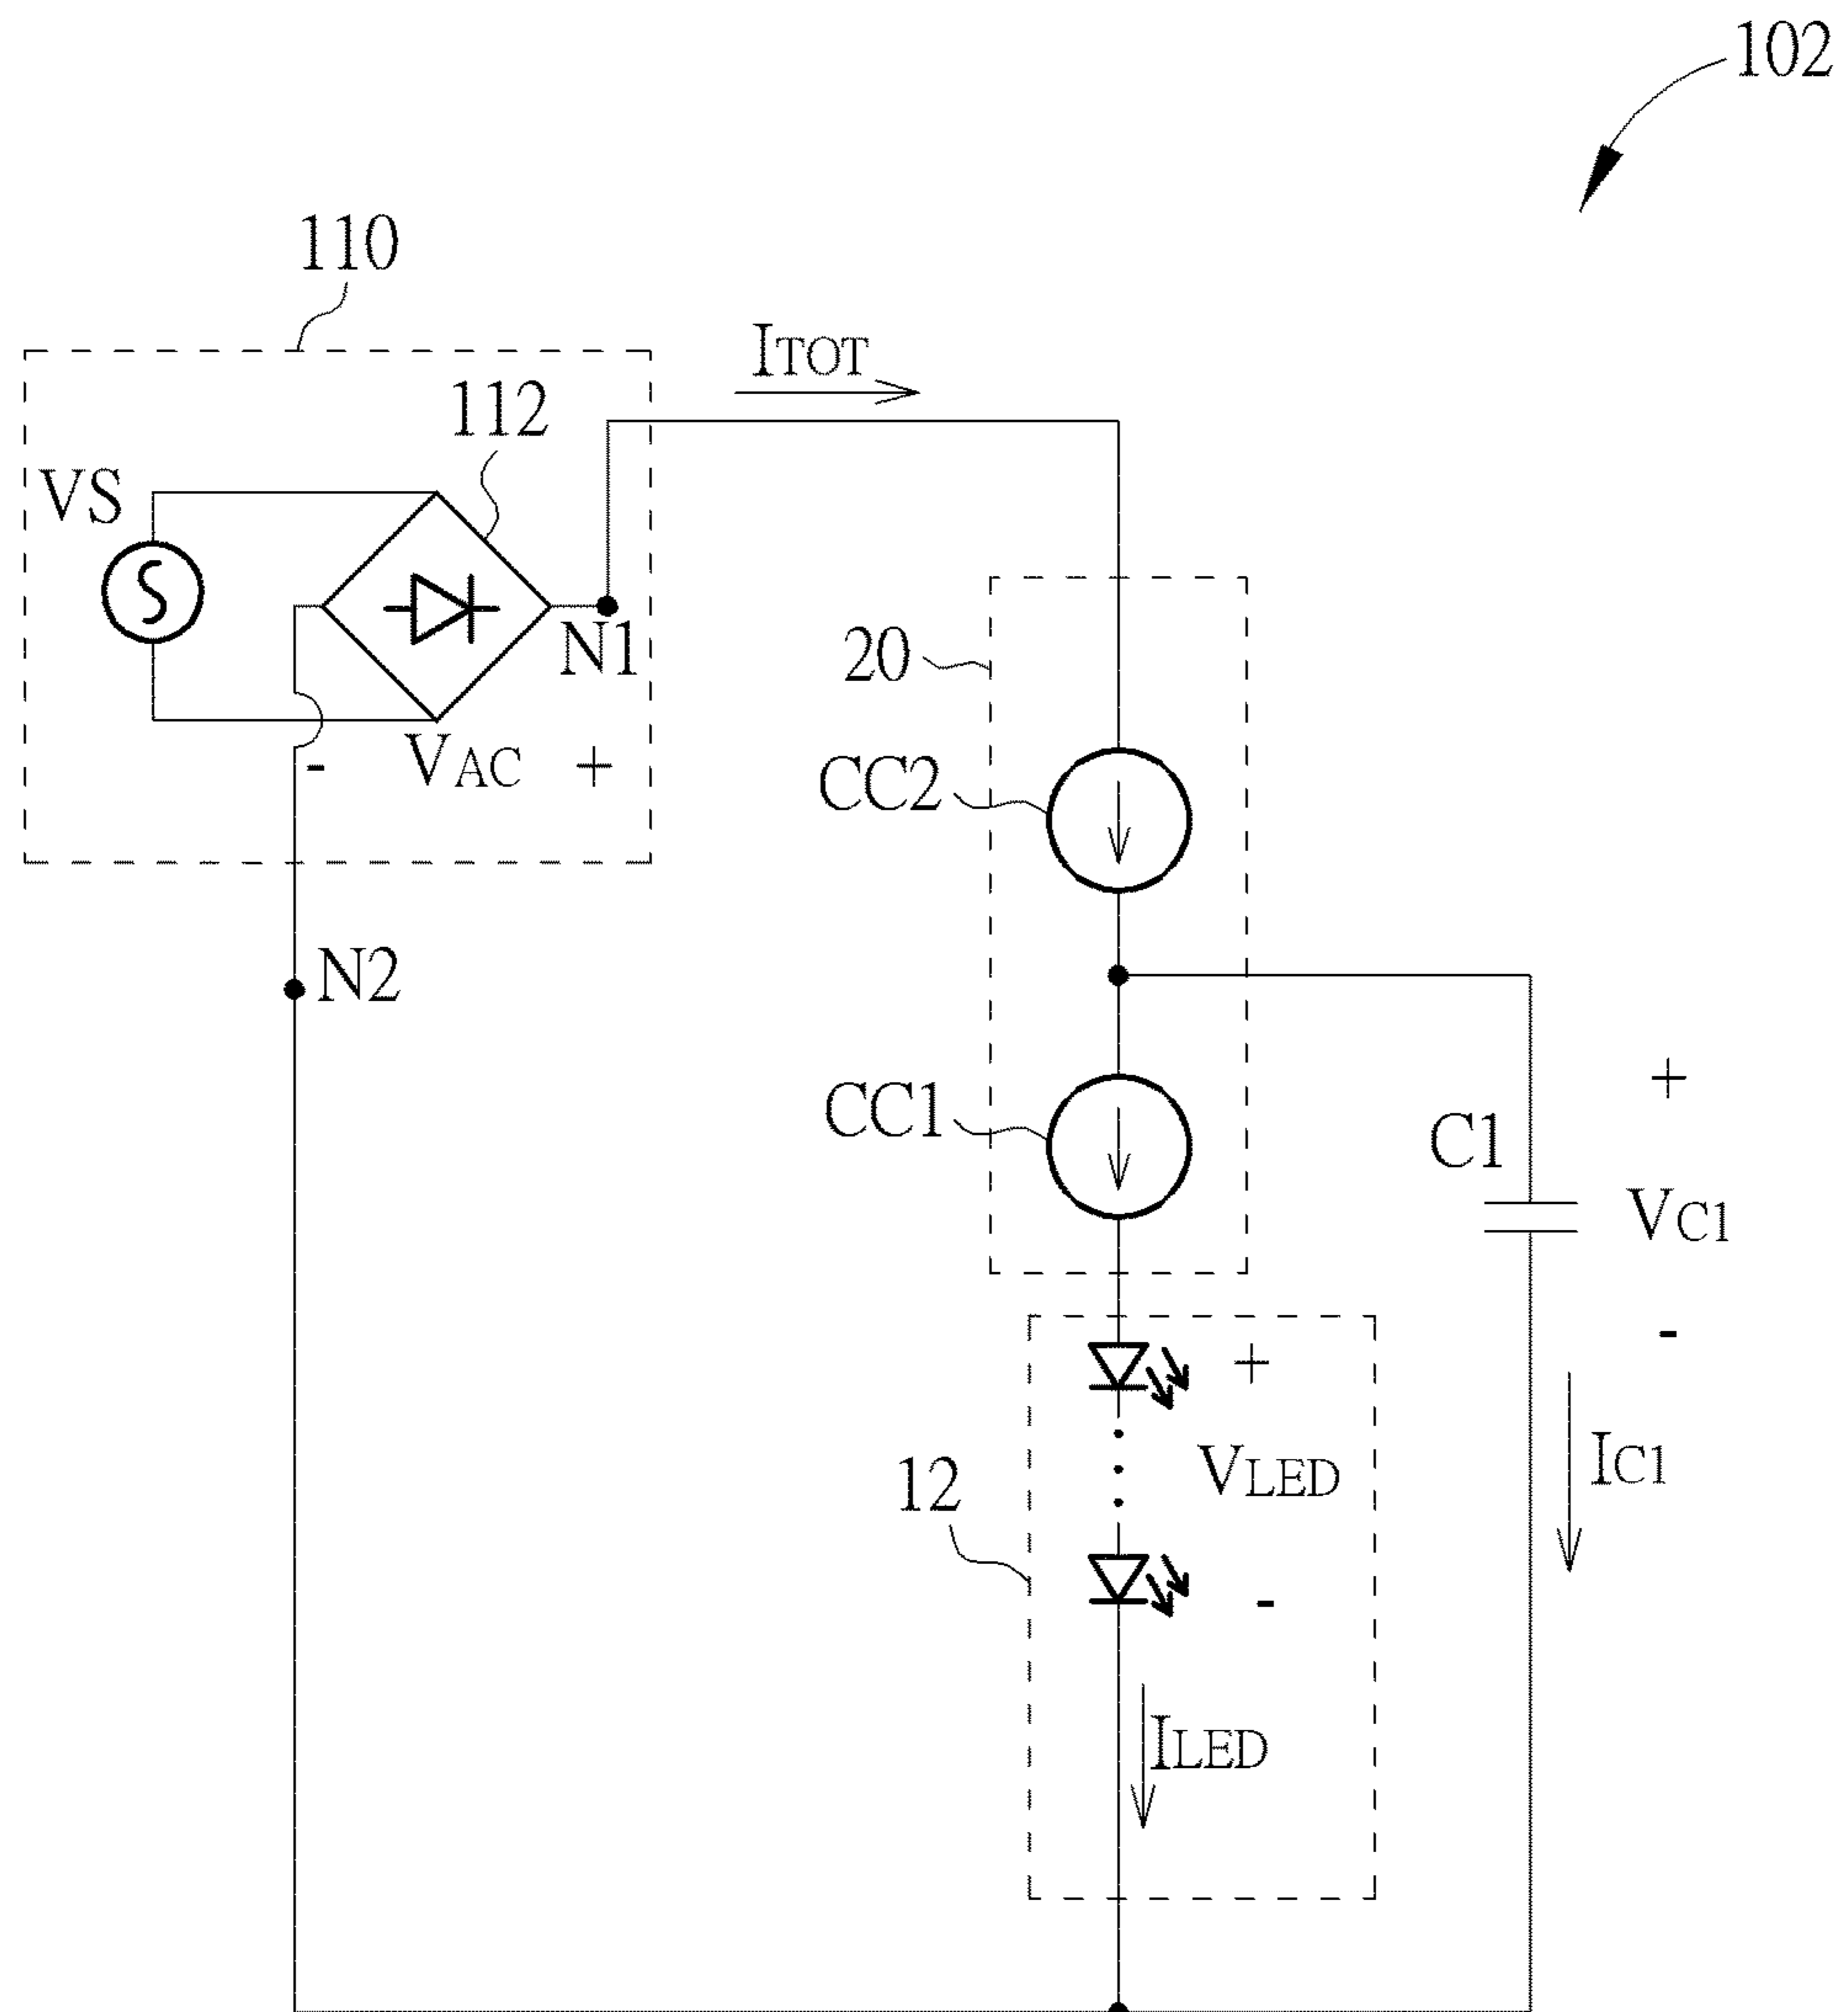 102
110
ITOT
112
VS
N1
20
- VAC +
CC2
N2
+
CC1
C1
VC1
-
+
VLED
12
IC1
-
ILED